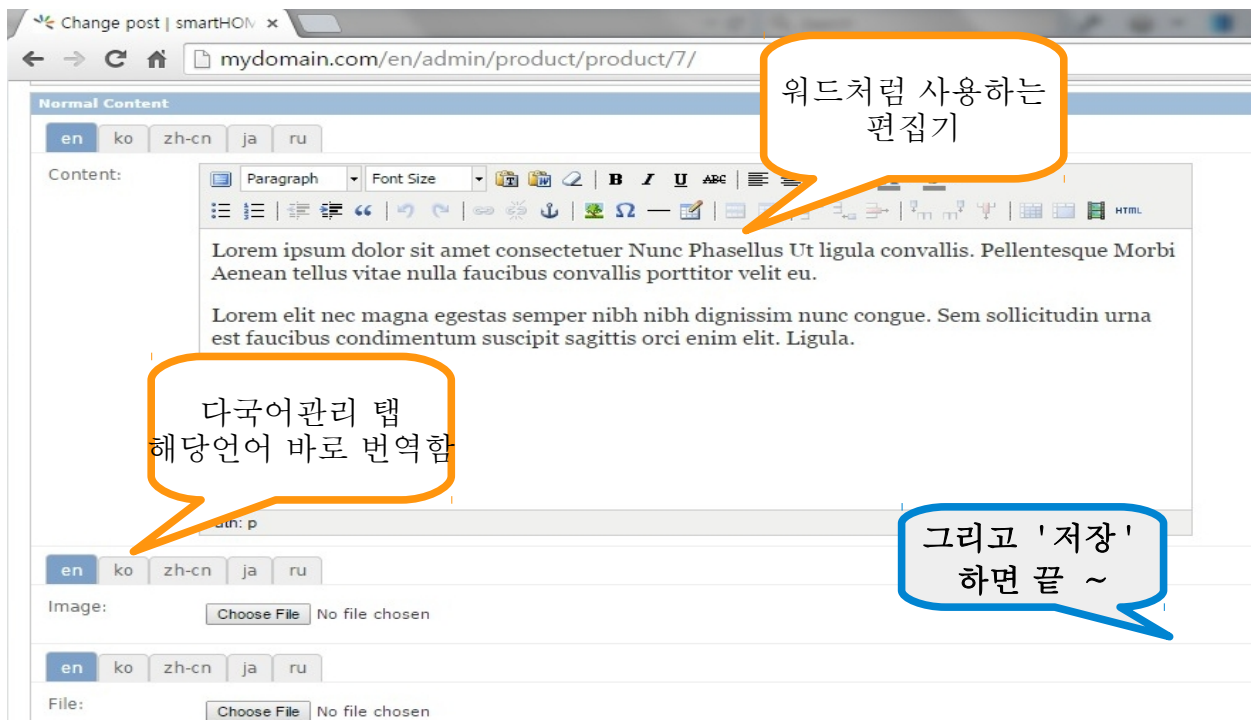 Change post | smartHOM
mydomain.com/en/admin/product/product/7/
워드처럼 사용하는
편집기
Normal Content
en ko zh-cn ja ru
Content:
Paragraph Font Size B I U ABC
HTML
Lorem ipsum dolor sit amet consectetuer Nunc Phasellus Ut ligula convallis. Pellentesque Morbi
Aenean tellus vitae nulla faucibus convallis porttitor velit eu.
Lorem elit nec magna egestas semper nibh nibh dignissim nunc congue. Sem sollicitudin urna
est faucibus condimentum suscipit sagittis orci enim elit. Ligula.
다국어관리 탭
해당언어 바로 번역함
p
그리고 '저장'
하면 끝 ~
en ko zh-cn ja ru
Image: Choose File No file chosen
en ko zh-cn ja ru
File: Choose File No file chosen